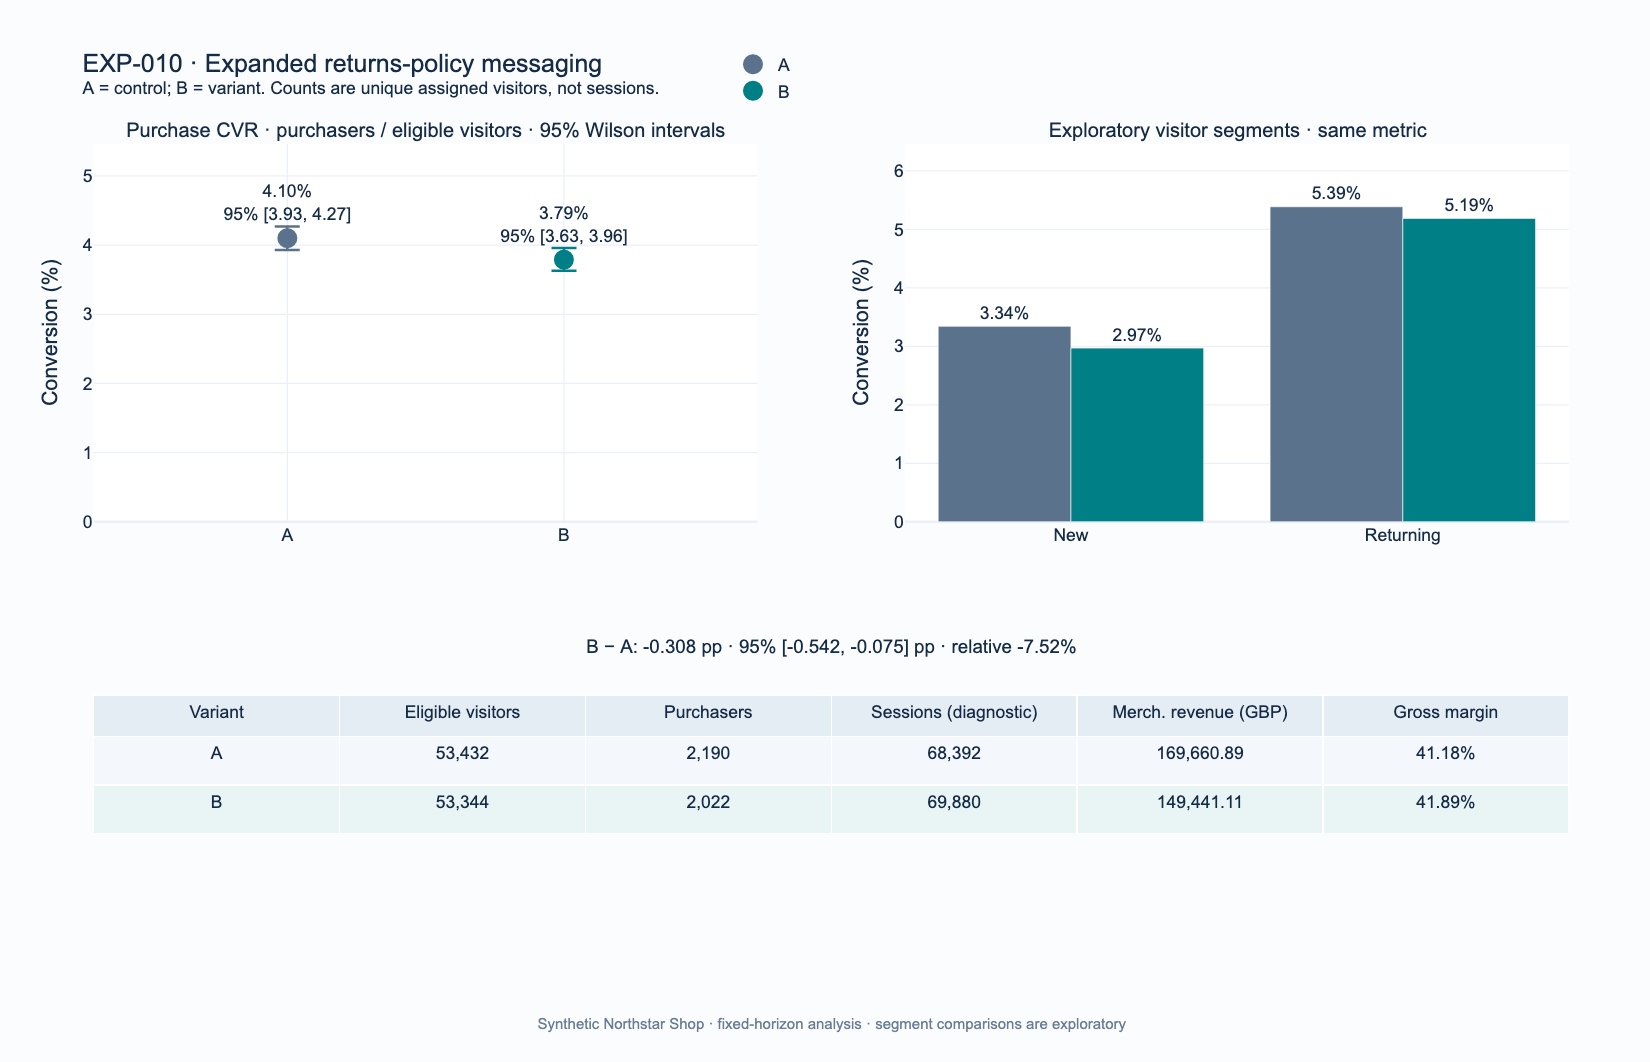 EXP-010 · Expanded returns-policy messaging
A = control; B = variant. Counts are unique assigned visitors, not sessions.
A
B
Purchase CVR · purchasers / eligible visitors · 95% Wilson intervals
Conversion (%)
5
4
3
2
1
0
4.10%
95% [3.93, 4.27]
3.79%
95% [3.63, 3.96]
A
B
Exploratory visitor segments · same metric
Conversion (%)
6
5
4
3
2
1
0
3.34%
2.97%
5.39%
5.19%
New
Returning
B − A: -0.308 pp · 95% [-0.542, -0.075] pp · relative -7.52%
Variant Eligible visitors Purchasers Sessions (diagnostic) Merch. revenue (GBP) Gross margin
A 53,432 2,190 68,392 169,660.89 41.18%
B 53,344 2,022 69,880 149,441.11 41.89%
Synthetic Northstar Shop · fixed-horizon analysis · segment comparisons are exploratory